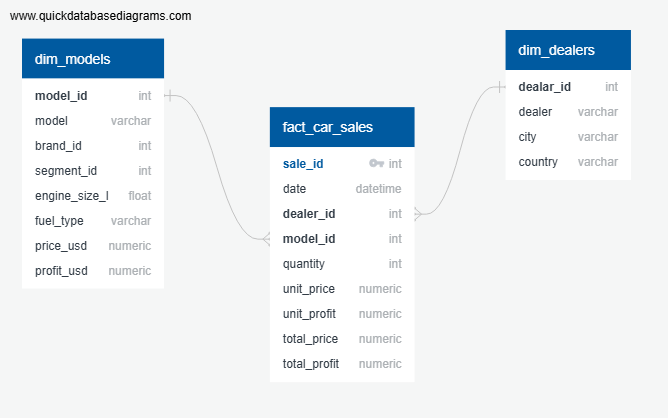 www.quickdatabasediagrams.com
dim_models
model_id int
model varchar
brand_id int
segment_id int
engine_size_l float
fuel_type varchar
price_usd numeric
profit_usd numeric
fact_car_sales
sale_id int
date datetime
dealer_id int
model_id int
quantity int
unit_price numeric
unit_profit numeric
total_price numeric
total_profit numeric
dim_dealers
dealar_id int
dealer varchar
city varchar
country varchar